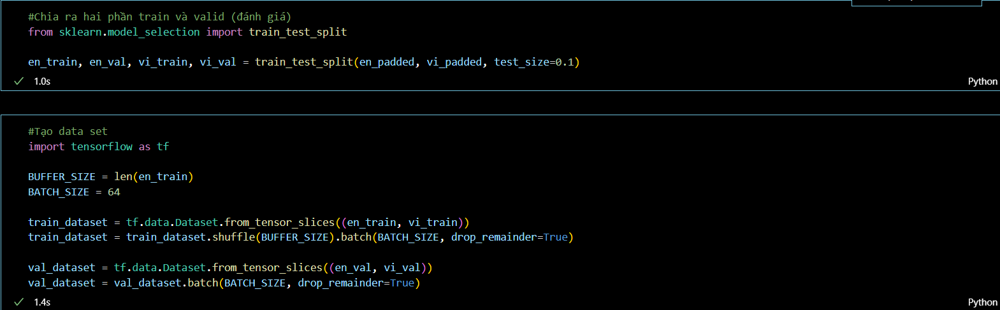 #Chia ra hai phần train và valid (đánh giá)
from sklearn.model_selection import train_test_split
en_train, en_val, vi_train, vi_val = train_test_split(en_padded, vi_padded, test_size=0.1)
1.0s
Python
#Tạo data set
import tensorflow as tf
BUFFER_SIZE = len(en_train)
BATCH_SIZE = 64
train_dataset = tf.data.Dataset.from_tensor_slices((en_train, vi_train))
train_dataset = train_dataset.shuffle(BUFFER_SIZE).batch(BATCH_SIZE, drop_remainder=True)
val_dataset = tf.data.Dataset.from_tensor_slices((en_val, vi_val))
val_dataset = val_dataset.batch(BATCH_SIZE, drop_remainder=True)
1.4s
Python